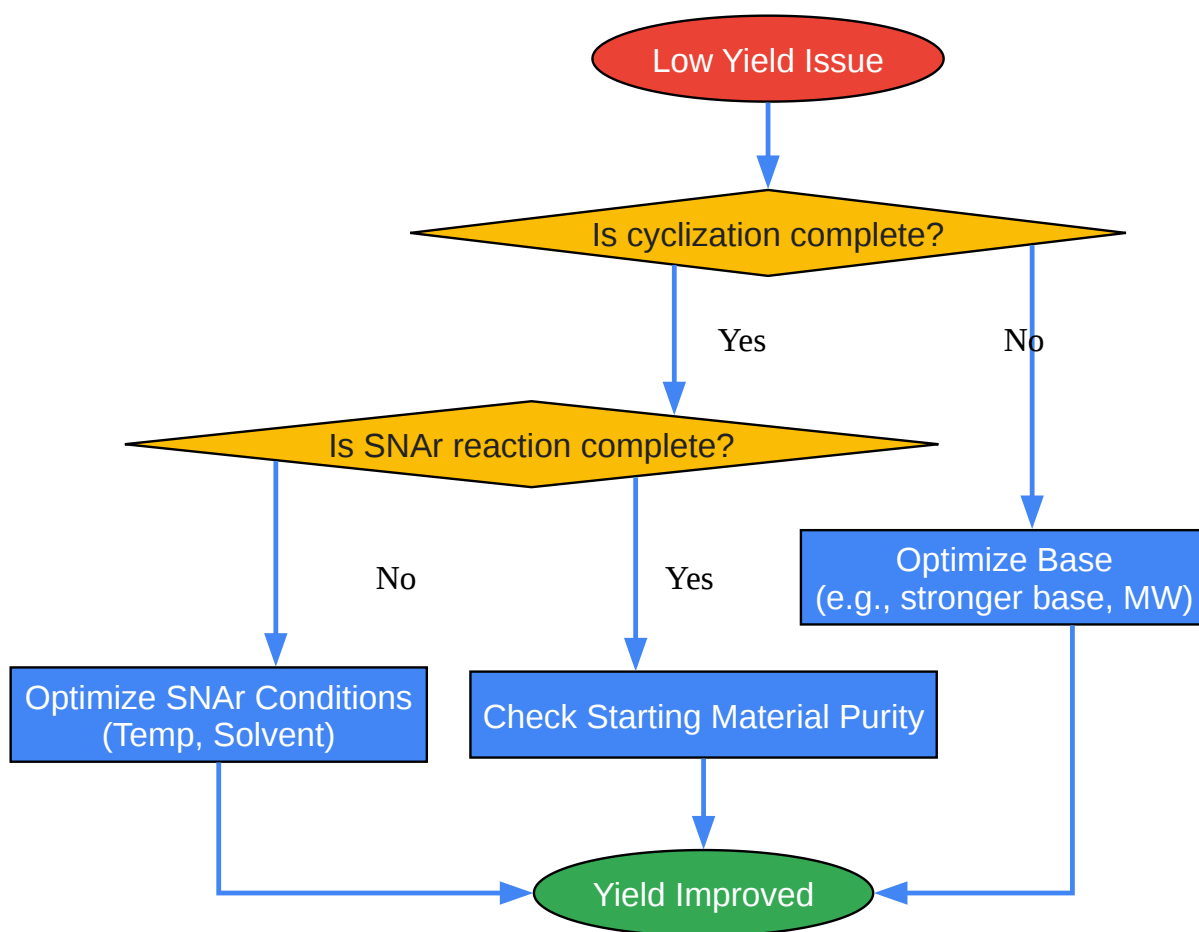 Low Yield Issue
Is cyclization complete?
Yes
No
Is SNAr reaction complete?
Optimize Base
(e.g., stronger base, MW)
No
Yes
Optimize SNAr Conditions
(Temp, Solvent)
Check Starting Material Purity
Yield Improved